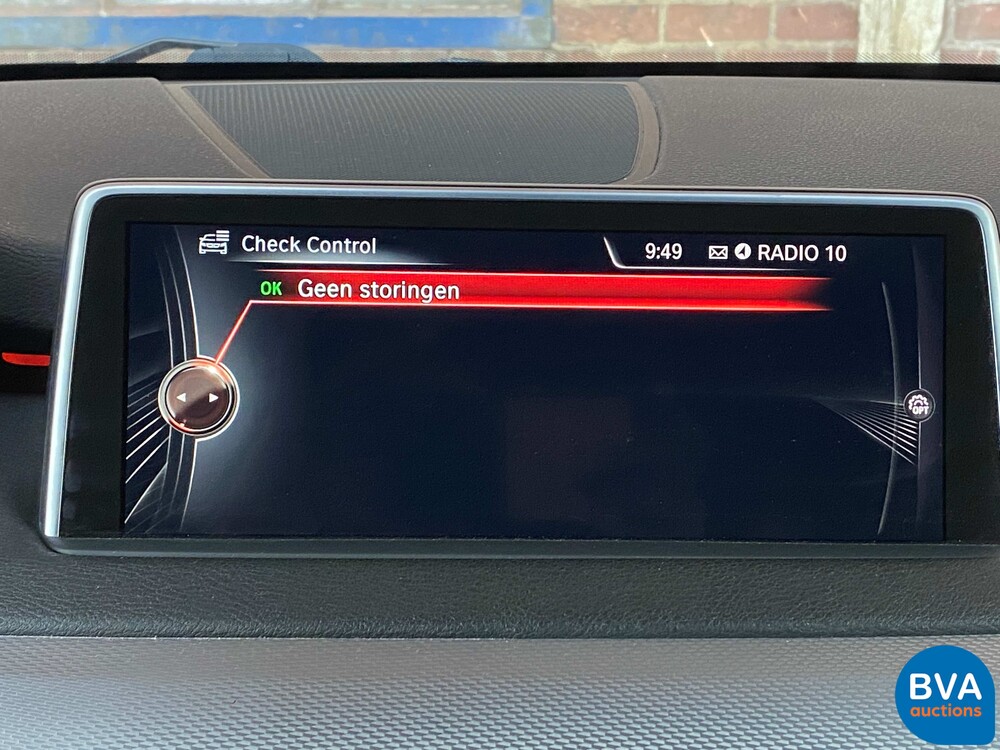 Check Control
9:49 RADIO 10
OK Geen storingen
OPT
BVA
auctions